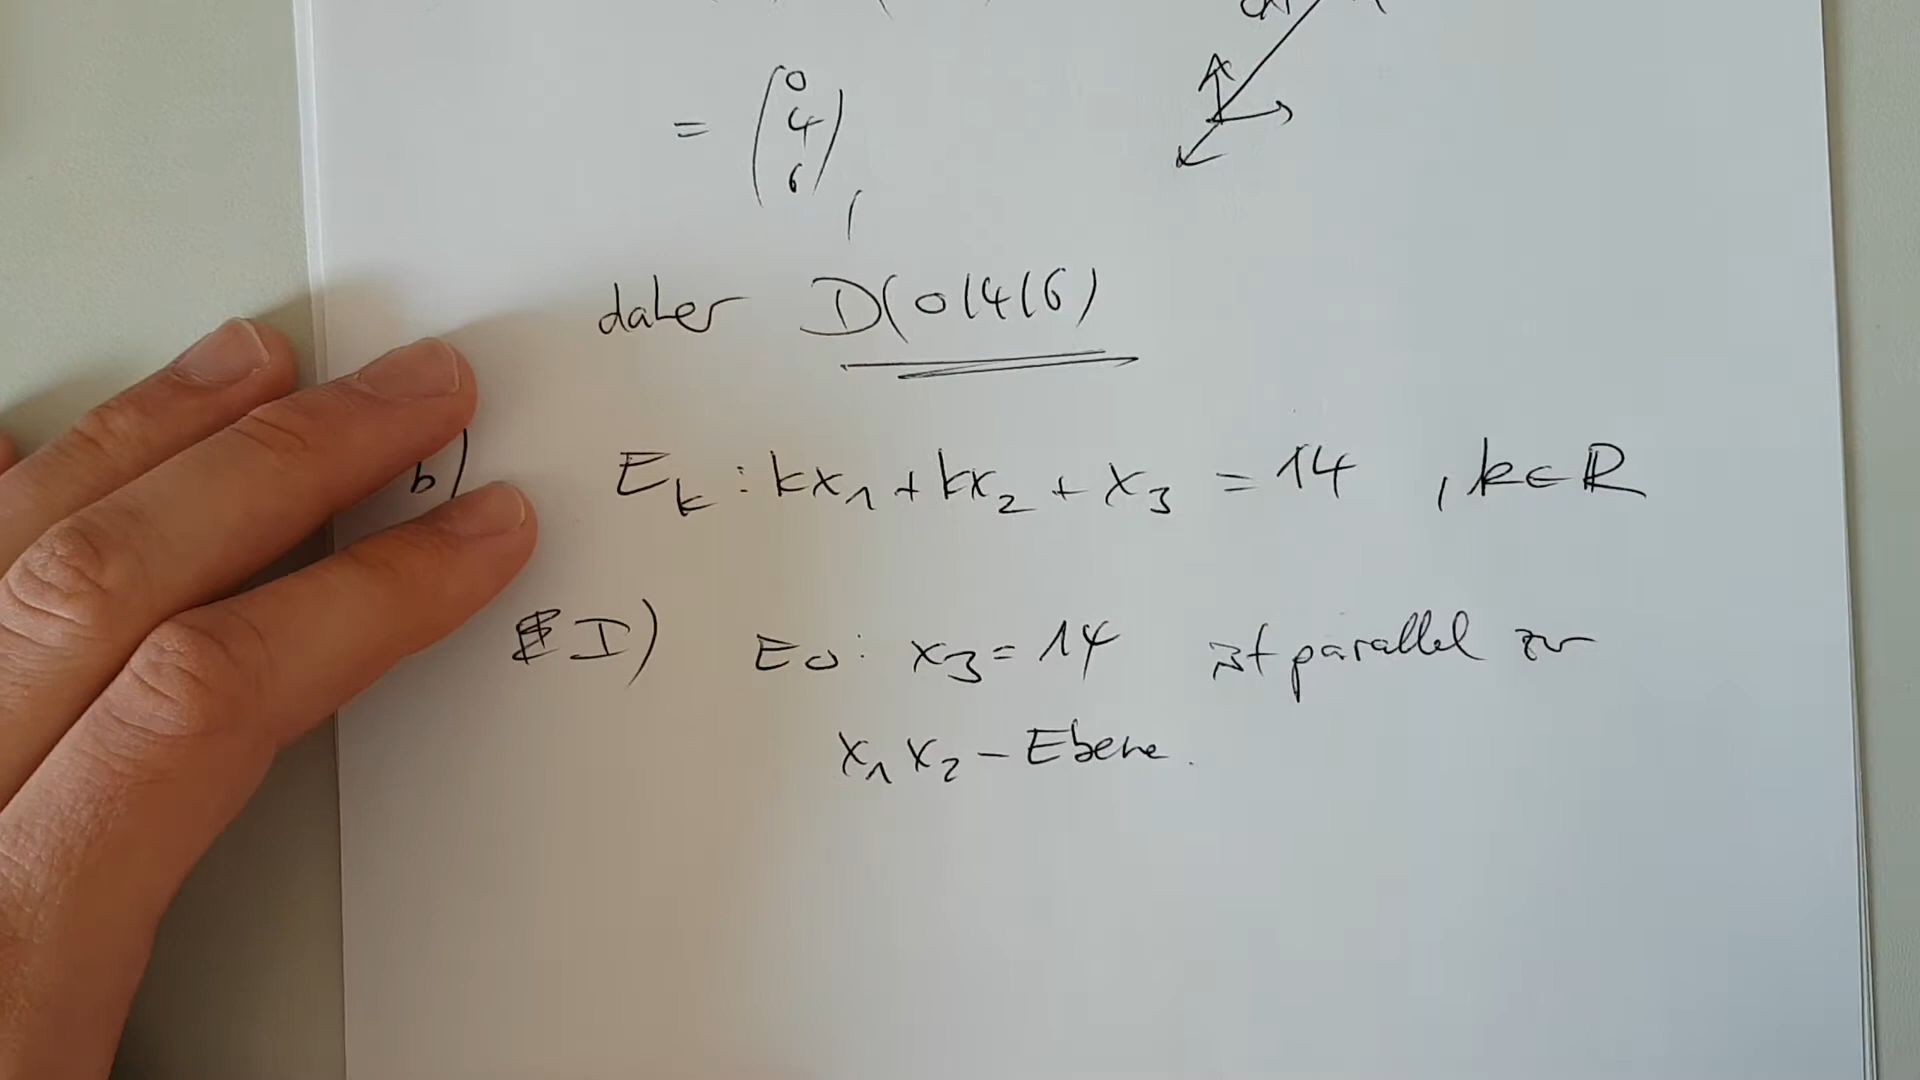 = (0 4 6),
daher D(0|4|6)
b) E_k : kx₁ + kx₂ + x₃ = 14 , k∈ℝ
I) E₀: x₃ = 14 ist parallel zur
x₁x₂ – Ebene.